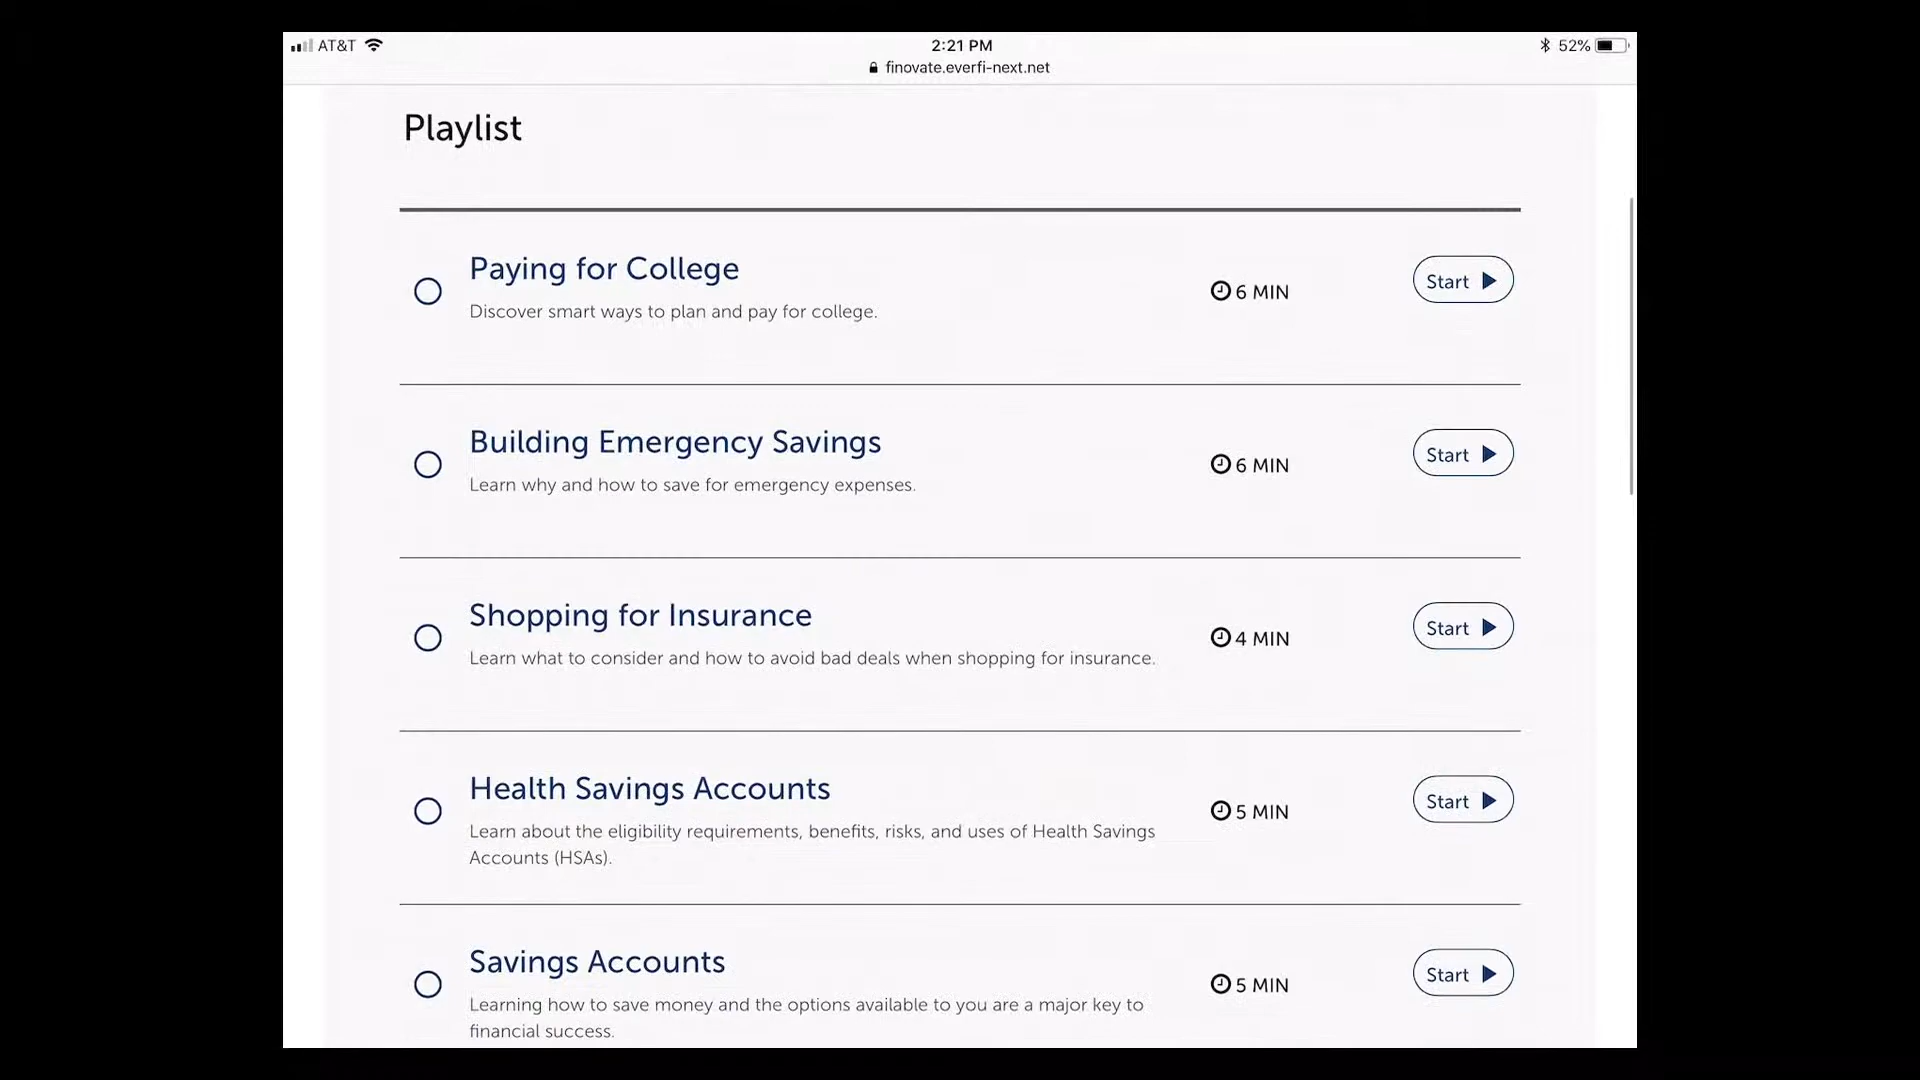 AT&T
2:21 PM
52%
finovate.everfi-next.net
Playlist
Paying for College
Discover smart ways to plan and pay for college.
6 MIN
Start
Building Emergency Savings
Learn why and how to save for emergency expenses.
6 MIN
Start
Shopping for Insurance
Learn what to consider and how to avoid bad deals when shopping for insurance.
4 MIN
Start
Health Savings Accounts
Learn about the eligibility requirements, benefits, risks, and uses of Health Savings
Accounts (HSAs).
5 MIN
Start
Savings Accounts
Learning how to save money and the options available to you are a major key to
financial success.
5 MIN
Start